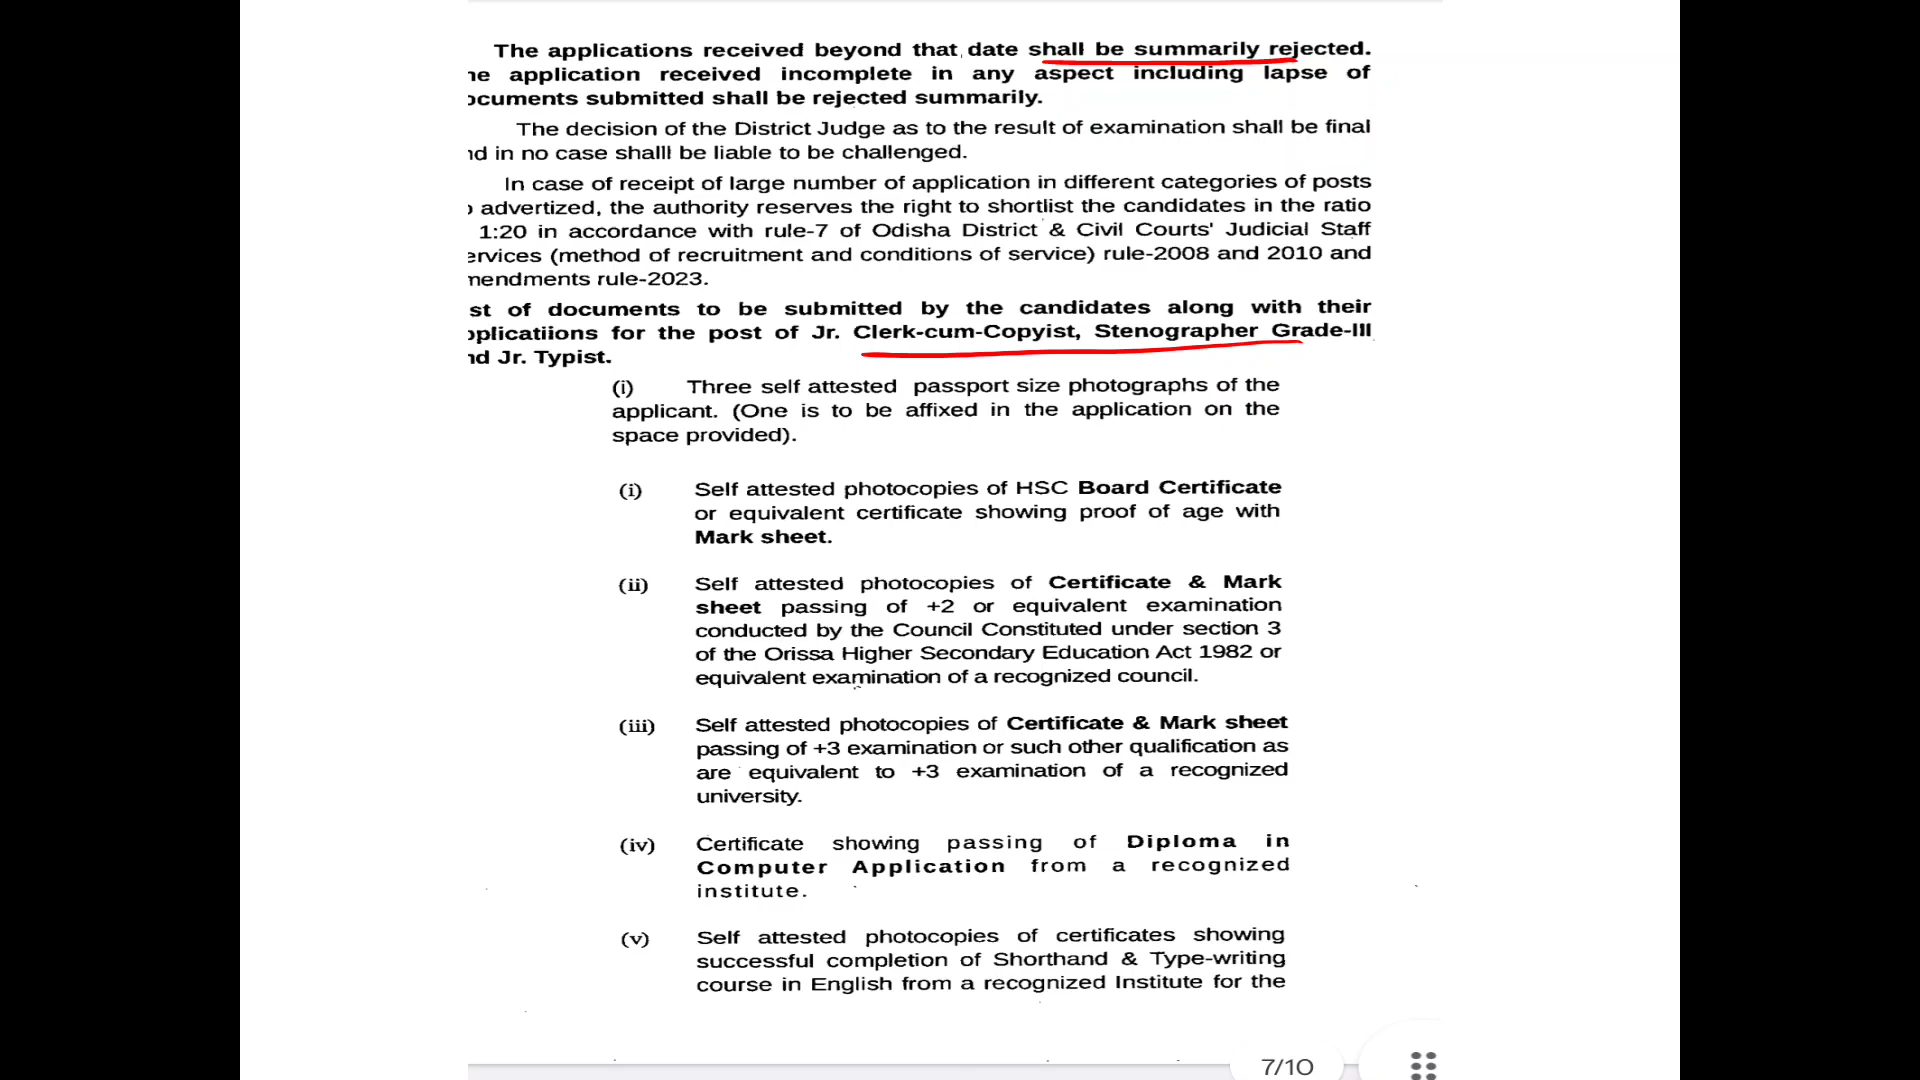 The applications received beyond that date shall be summarily rejected.
he application received incomplete in any aspect including lapse of
ocuments submitted shall be rejected summarily.
The decision of the District Judge as to the result of examination shall be final
nd in no case shalll be liable to be challenged.
In case of receipt of large number of application in different categories of posts
o advertized, the authority reserves the right to shortlist the candidates in the ratio
1:20 in accordance with rule-7 of Odisha District & Civil Courts' Judicial Staff
ervices (method of recruitment and conditions of service) rule-2008 and 2010 and
mendments rule-2023.
st of documents to be submitted by the candidates along with their
pplicatiions for the post of Jr. Clerk-cum-Copyist, Stenographer Grade-III
nd Jr. Typist.
(i) Three self attested passport size photographs of the
applicant. (One is to be affixed in the application on the
space provided).
(i) Self attested photocopies of HSC Board Certificate
or equivalent certificate showing proof of age with
Mark sheet.
(ii) Self attested photocopies of Certificate & Mark
sheet passing of +2 or equivalent examination
conducted by the Council Constituted under section 3
of the Orissa Higher Secondary Education Act 1982 or
equivalent examination of a recognized council.
(iii) Self attested photocopies of Certificate & Mark sheet
passing of +3 examination or such other qualification as
are equivalent to +3 examination of a recognized
university.
(iv) Certificate showing passing of Diploma in
Computer Application from a recognized
institute.
(v) Self attested photocopies of certificates showing
successful completion of Shorthand & Type-writing
course in English from a recognized Institute for the
7/10